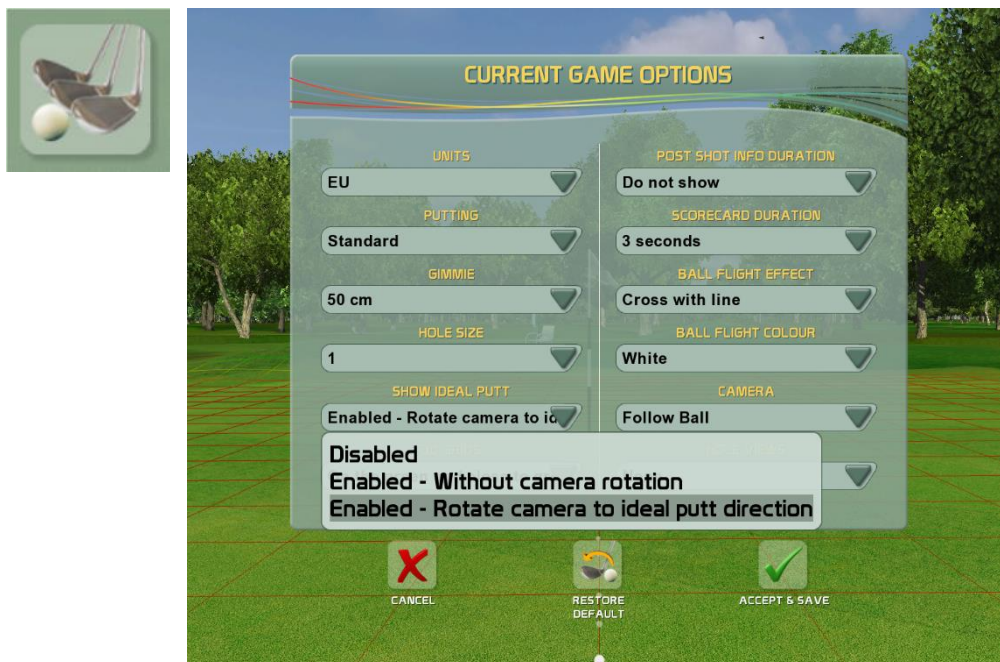 CURRENT GAME OPTIONS
UNITS
EU
PUTTING
Standard
GIMMIE
50 cm
HOLE SIZE
1
SHOW IDEAL PUTT
Enabled - Rotate camera to id
Disabled
Enabled - Without camera rotation
Enabled - Rotate camera to ideal putt direction
POST SHOT INFO DURATION
Do not show
SCORECARD DURATION
3 seconds
BALL FLIGHT EFFECT
Cross with line
BALL FLIGHT COLOUR
White
CAMERA
Follow Ball
CANCEL
RESTORE
DEFAULT
ACCEPT & SAVE